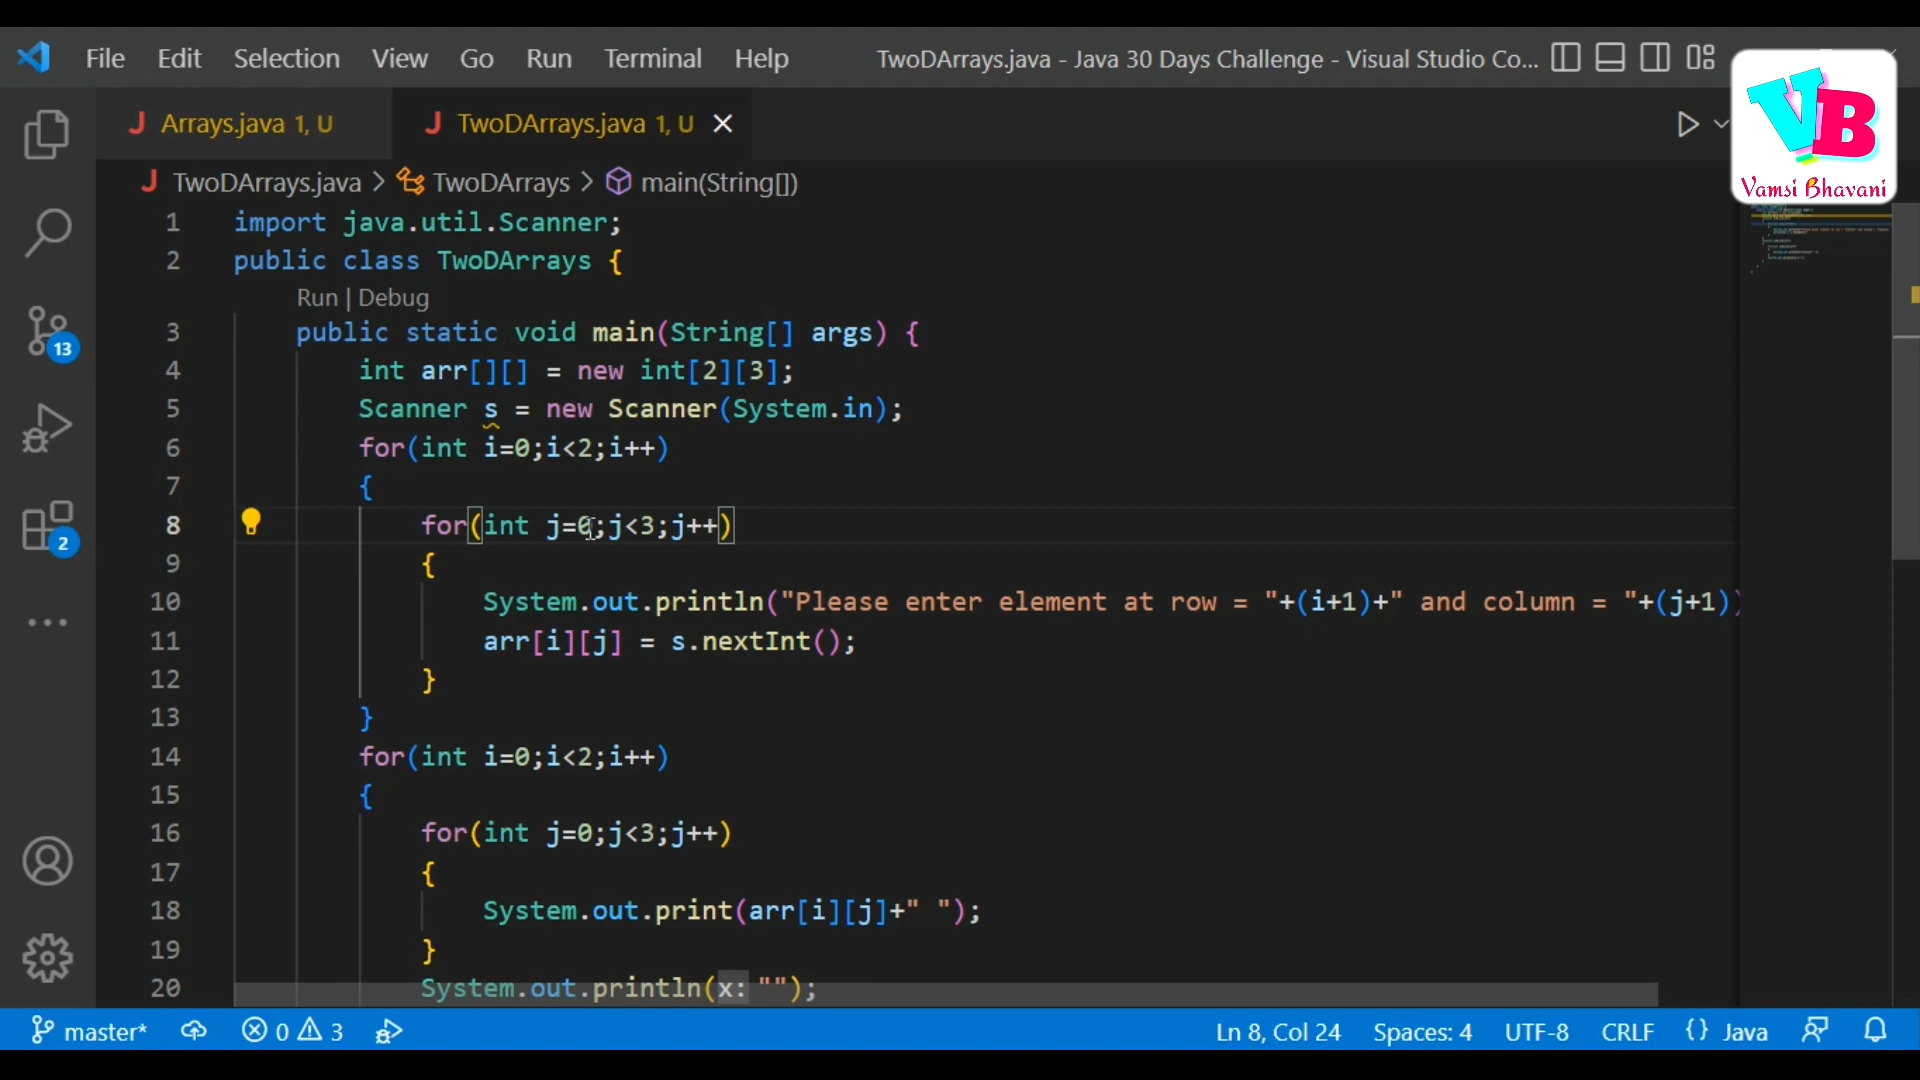 File Edit Selection View Go Run Terminal Help TwoDArrays.java - Java 30 Days Challenge - Visual Studio Co...
VB
Vamsi Bhavani
J Arrays.java 1, U J TwoDArrays.java 1, U
J TwoDArrays.java > TwoDArrays > main(String[])
1 import java.util.Scanner;
2 public class TwoDArrays {
Run | Debug
3 public static void main(String[] args) {
4 int arr[][] = new int[2][3];
5 Scanner s = new Scanner(System.in);
6 for(int i=0;i<2;i++)
7 {
8 for(int j=0;j<3;j++)
9 {
10 System.out.println("Please enter element at row = "+(i+1)+" and column = "+(j+1))
11 arr[i][j] = s.nextInt();
12 }
13 }
14 for(int i=0;i<2;i++)
15 {
16 for(int j=0;j<3;j++)
17 {
18 System.out.print(arr[i][j]+" ");
19 }
20 System.out.println(x: "");
13
2
master* 0 3 Ln 8, Col 24 Spaces: 4 UTF-8 CRLF {} Java